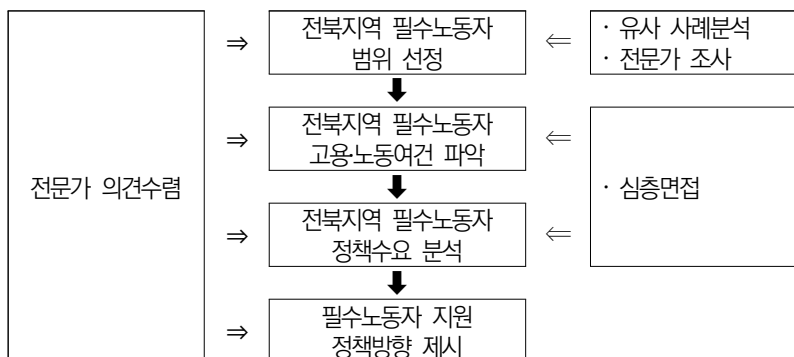 전북지역 필수노동자
범위 선정
· 유사 사례분석
· 전문가 조사
전북지역 필수노동자
고용·노동여건 파악
전문가 의견수렴
· 심층면접
전북지역 필수노동자
정책수요 분석
필수노동자 지원
정책방향 제시